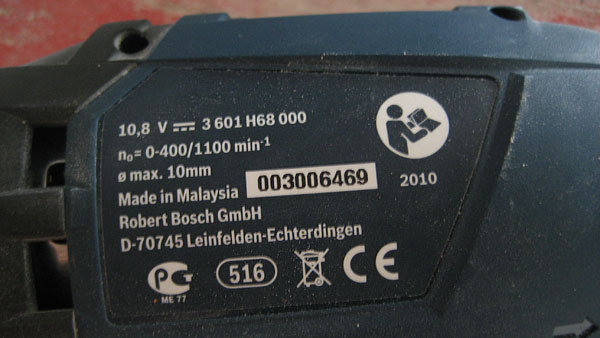 10,8 V 3 601 H68 000
n₀= 0-400/1100 min⁻¹
ø max. 10mm
Made in Malaysia 003006469 2010
Robert Bosch GmbH
D-70745 Leinfelden-Echterdingen
PC 516 CE
ME 77